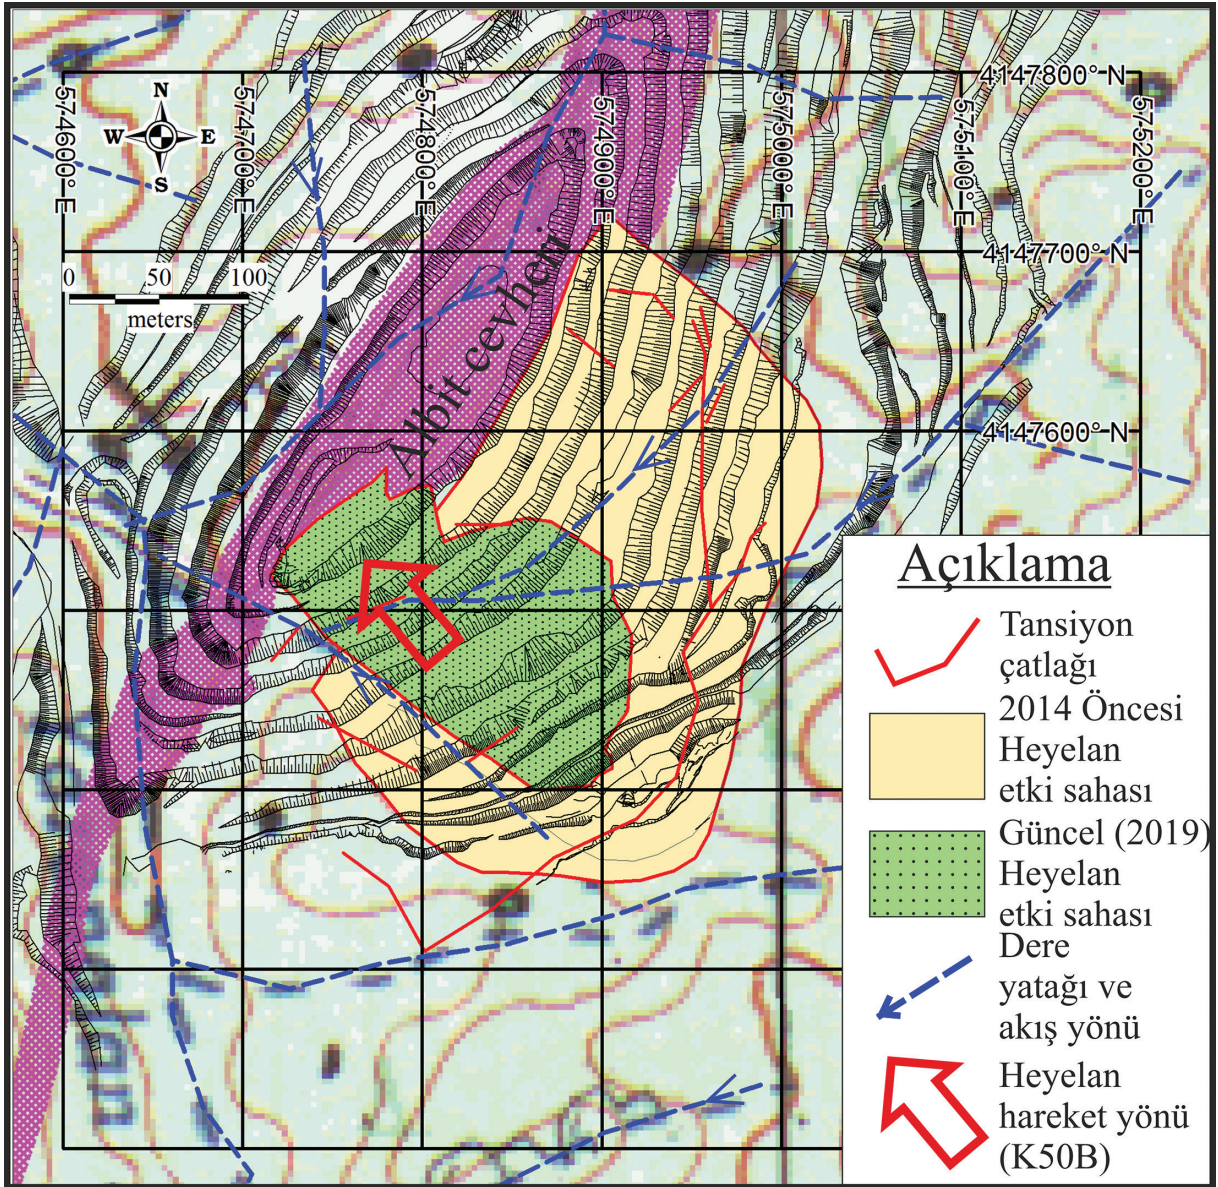 574600° E
574700° E
574800° E
574900° E
575000° E
575100° E
575200° E
4147800° N
4147700° N
4147600° N
N
W
E
S
0 50 100
meters
Albit cevheri
Açıklama
Tansiyon
çatlağı
2014 Öncesi
Heyelan
etki sahası
Güncel (2019)
Heyelan
etki sahası
Dere
yatağı ve
akış yönü
Heyelan
hareket yönü
(K50B)